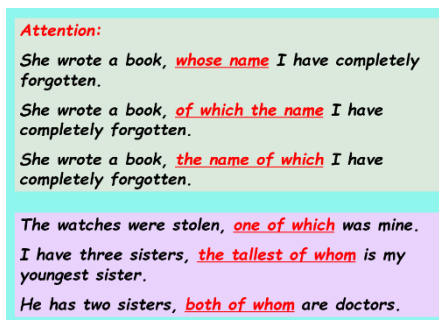 Attention:
She wrote a book, whose name I have completely
forgotten.
She wrote a book, of which the name I have
completely forgotten.
She wrote a book, the name of which I have
completely forgotten.
The watches were stolen, one of which was mine.
I have three sisters, the tallest of whom is my
youngest sister.
He has two sisters, both of whom are doctors.